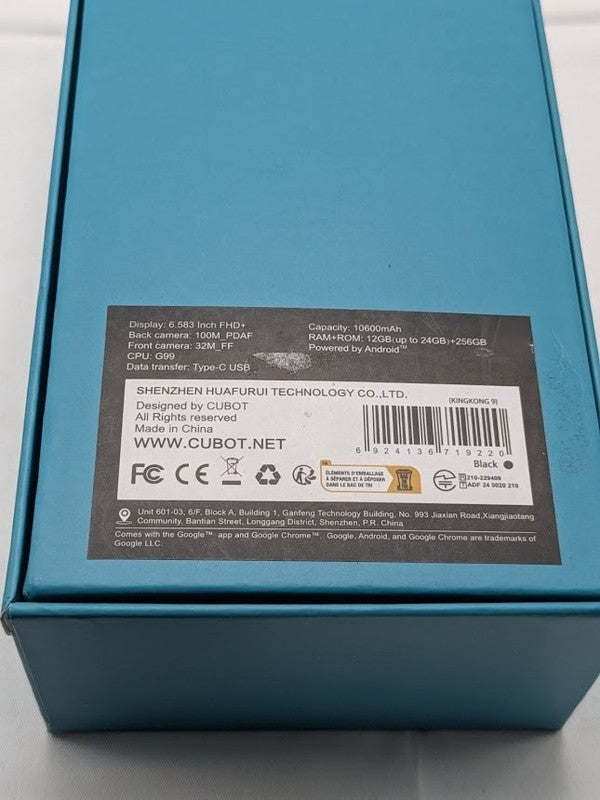 Display: 6.583 Inch FHD+
Back camera: 100M_PDAF
Front camera: 32M_FF
CPU: G99
Data transfer: Type-C USB
Capacity: 10600mAh
RAM+ROM: 12GB(up to 24GB)+256GB
Powered by Android™
SHENZHEN HUAFURUI TECHNOLOGY CO.,LTD.
Designed by CUBOT
All Rights reserved
Made in China
WWW.CUBOT.NET
(KINGKONG 9)
6 924136 719220
Black
FC CE
FR
ÉLÉMENTS D'EMBALLAGE
À SÉPARER ET À DÉPOSER
DANS LE BAC DE TRI
R 210-229409
T ADF 24 0020 210
Unit 601-03, 6/F, Block A, Building 1, Ganfeng Technology Building, No. 993 Jiaxian Road,Xiangjiaotang
Community, Bantian Street, Longgang District, Shenzhen, P.R. China
Comes with the Google™ app and Google Chrome™. Google, Android, and Google Chrome are trademarks of
Google LLC.